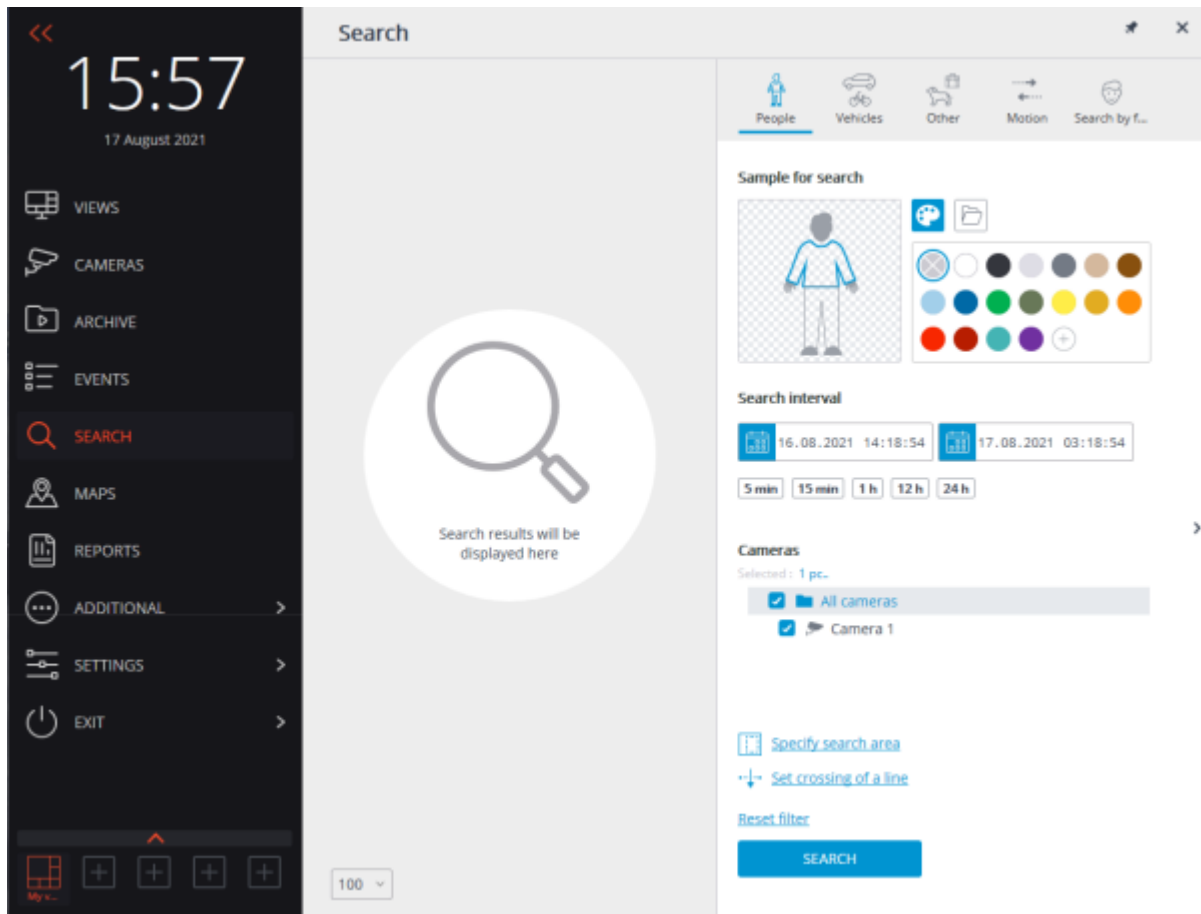 15:57
17 August 2021
VIEWS
CAMERAS
ARCHIVE
EVENTS
SEARCH
MAPS
REPORTS
ADDITIONAL
SETTINGS
EXIT
My v...
Search
Search results will be
displayed here
100
People Vehicles Other Motion Search by f...
Sample for search
Search interval
16.08.2021 14:18:54 17.08.2021 03:18:54
5 min 15 min 1 h 12 h 24 h
Cameras
Selected : 1 pc..
All cameras
Camera 1
Specify search area
Set crossing of a line
Reset filter
SEARCH